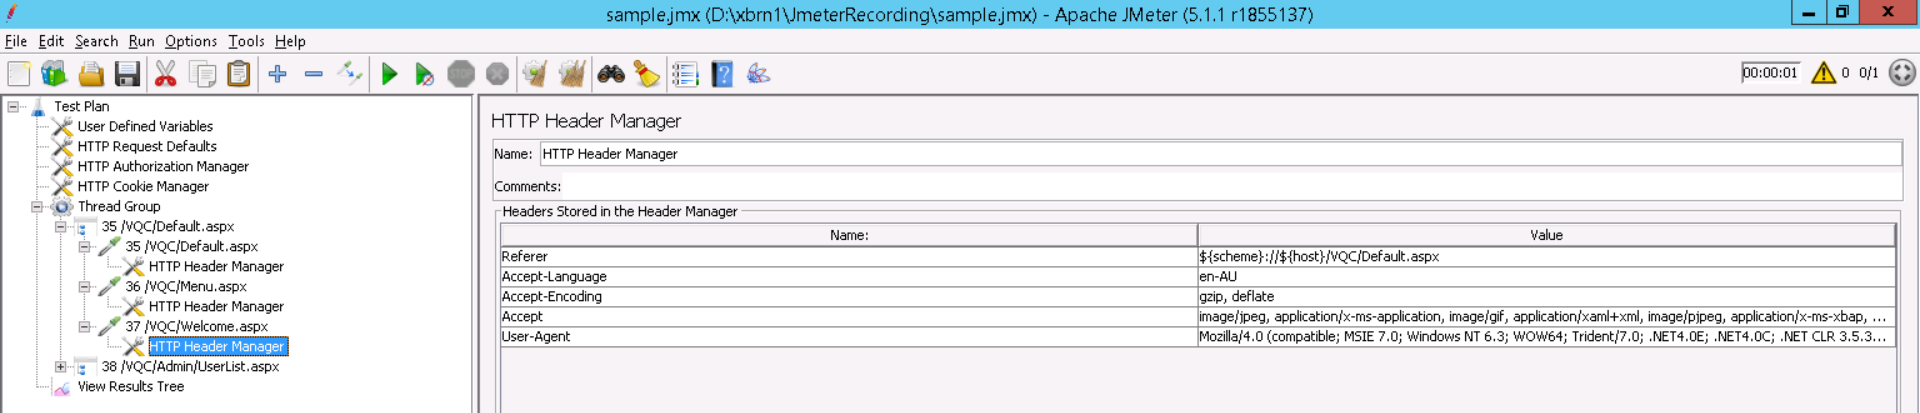 sample.jmx (D:\xbrn1\JmeterRecording\sample.jmx) - Apache JMeter (5.1.1 r1855137)
File Edit Search Run Options Tools Help
STOP
00:00:01 0 0/1
Test Plan
User Defined Variables
HTTP Request Defaults
HTTP Authorization Manager
HTTP Cookie Manager
Thread Group
35 /VQC/Default.aspx
35 /VQC/Default.aspx
HTTP Header Manager
36 /VQC/Menu.aspx
HTTP Header Manager
37 /VQC/Welcome.aspx
HTTP Header Manager
38 /VQC/Admin/UserList.aspx
View Results Tree
HTTP Header Manager
Name: HTTP Header Manager
Comments:
Headers Stored in the Header Manager
Name: Value
Referer ${scheme}://${host}/VQC/Default.aspx
Accept-Language en-AU
Accept-Encoding gzip, deflate
Accept image/jpeg, application/x-ms-application, image/gif, application/xaml+xml, image/pjpeg, application/x-ms-xbap, ...
User-Agent Mozilla/4.0 (compatible; MSIE 7.0; Windows NT 6.3; WOW64; Trident/7.0; .NET4.0E; .NET4.0C; .NET CLR 3.5.3...